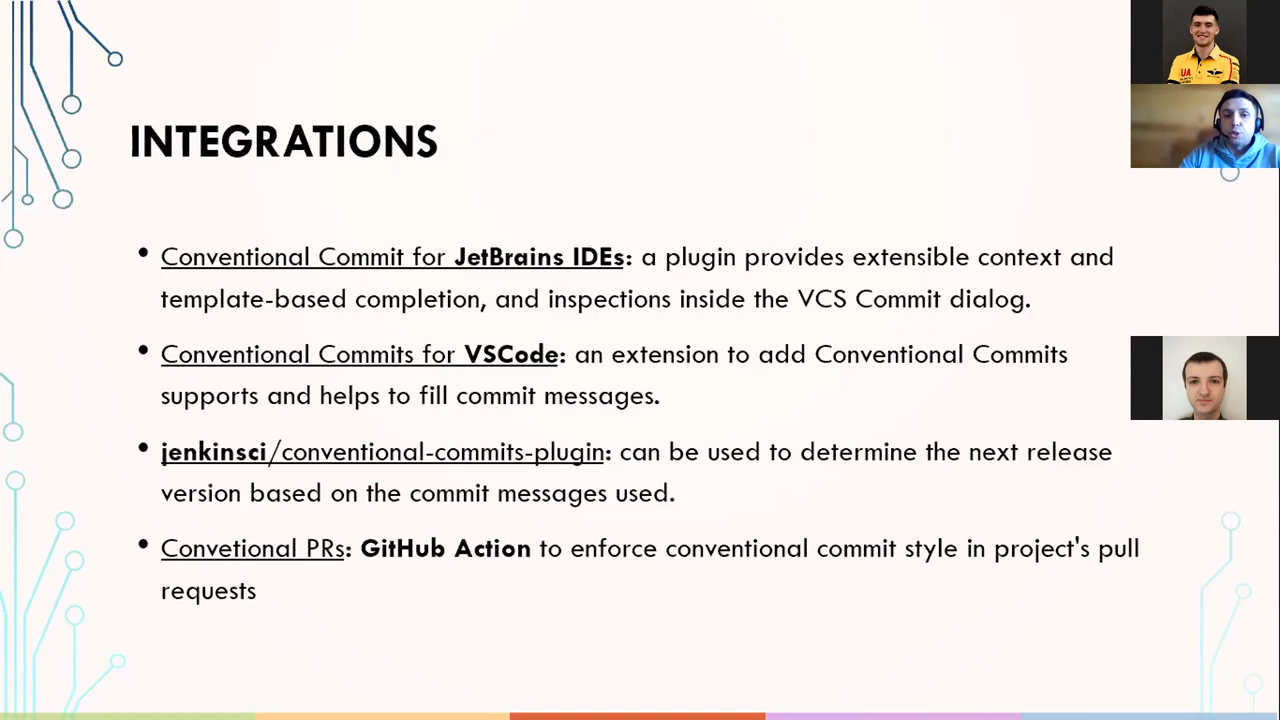 INTEGRATIONS
• Conventional Commit for JetBrains IDEs: a plugin provides extensible context and
template-based completion, and inspections inside the VCS Commit dialog.
• Conventional Commits for VSCode: an extension to add Conventional Commits
supports and helps to fill commit messages.
• jenkinsci/conventional-commits-plugin: can be used to determine the next release
version based on the commit messages used.
• Convetional PRs: GitHub Action to enforce conventional commit style in project's pull
requests
UA